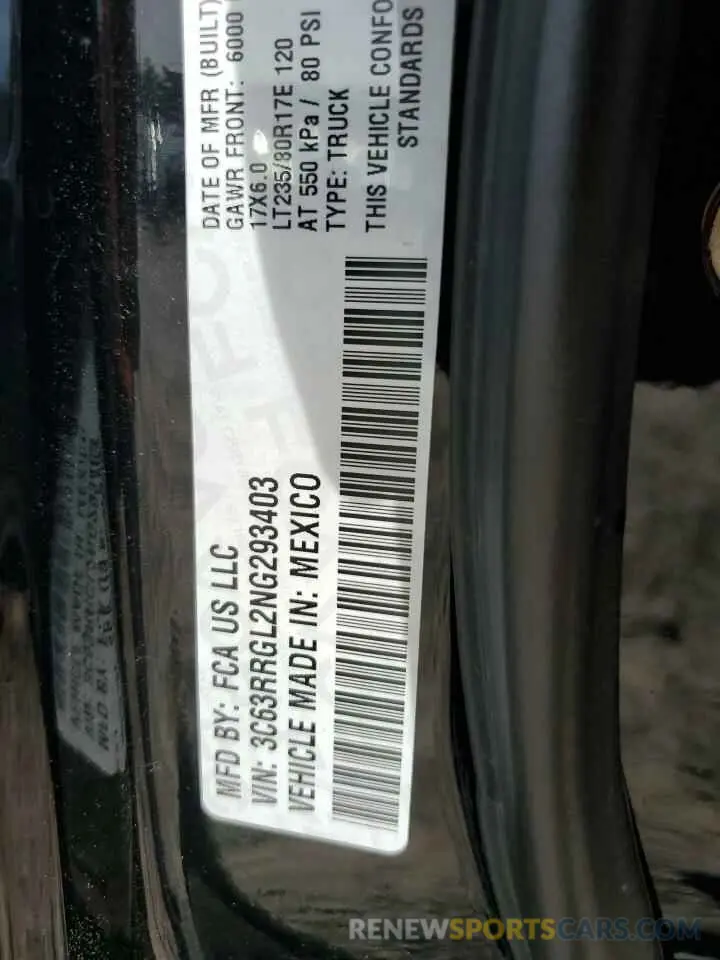 MFD BY: FCA US LLC
DATE OF MFR (BUILT)
VIN: 3C63RRGL2NG293403
GAWR FRONT: 6000
VEHICLE MADE IN: MEXICO
17X6.0
LT235/80R17E 120
AT 550 kPa / 80 PSI
TYPE: TRUCK
THIS VEHICLE CONFO
STANDARDS
RENEWSPORTSCARS.COM